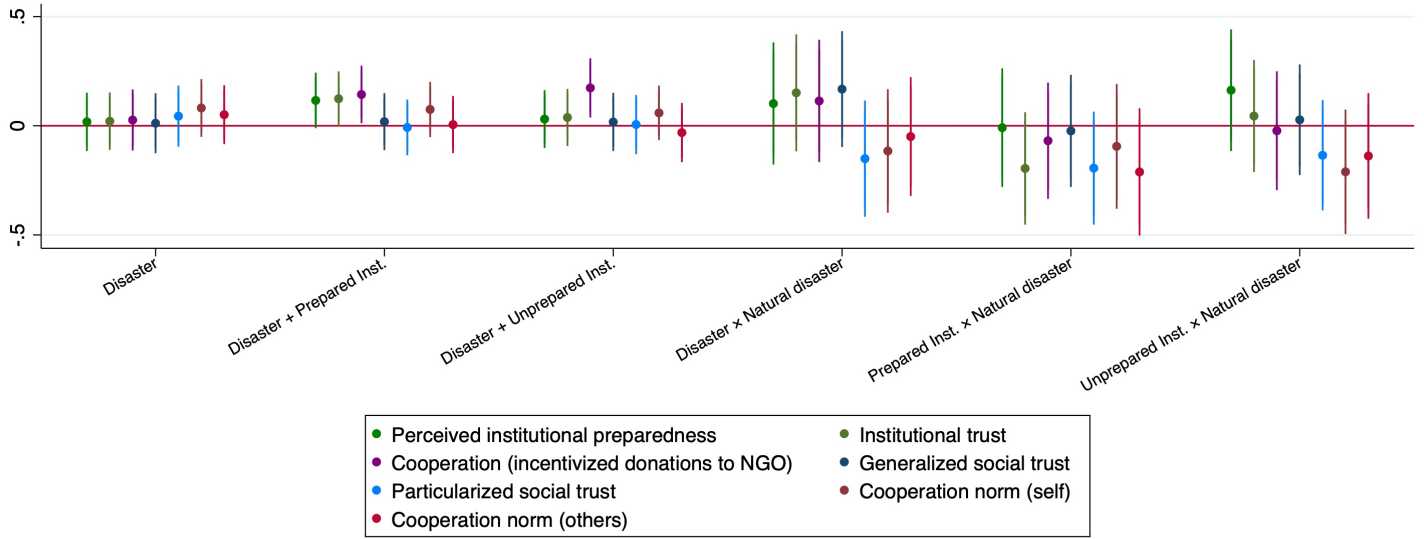 .5
0
-.5
Disaster
Disaster + Prepared Inst.
Disaster + Unprepared Inst.
Disaster × Natural disaster
Prepared Inst. × Natural disaster
Unprepared Inst. × Natural disaster
Perceived institutional preparedness
Institutional trust
Cooperation (incentivized donations to NGO)
Generalized social trust
Particularized social trust
Cooperation norm (self)
Cooperation norm (others)